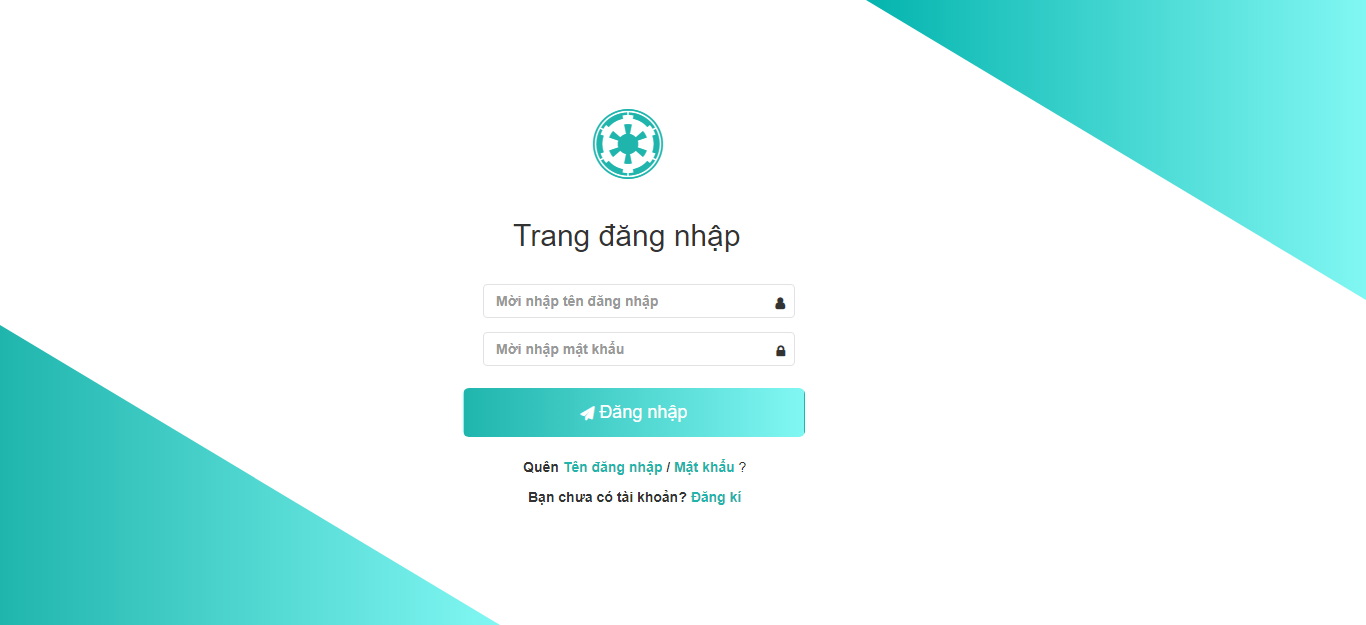 Trang đăng nhập
Mời nhập tên đăng nhập
Mời nhập mật khẩu
Đăng nhập
Quên Tên đăng nhập / Mật khẩu ?
Bạn chưa có tài khoản? Đăng kí